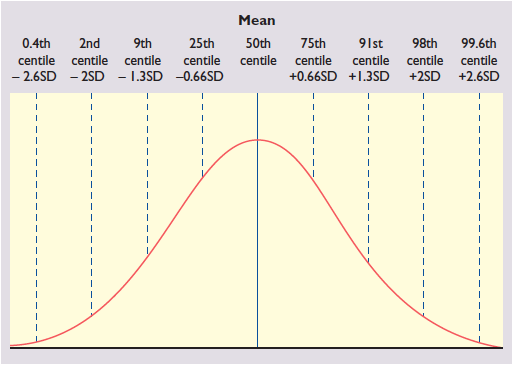 Mean
0.4th 2nd 9th 25th 50th 75th 91st 98th 99.6th
centile centile centile centile centile centile centile centile centile
– 2.6SD – 2SD – 1.3SD –0.66SD +0.66SD +1.3SD +2SD +2.6SD